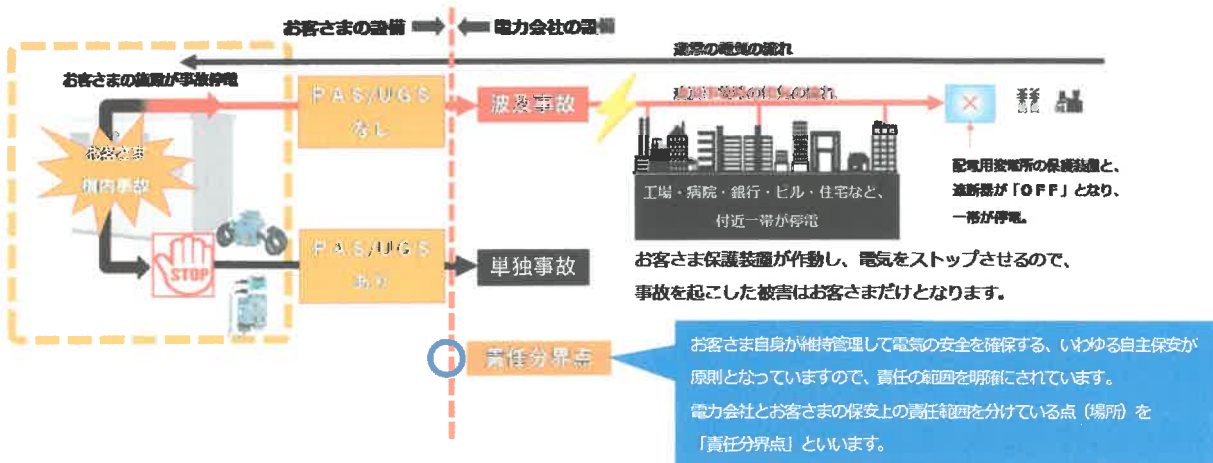 お客さまの設備
電力会社の設備
通常の電気の流れ
お客さまの施設が事故停電
PAS/UGS
なし
波及事故
お客さま
構内事故
工場・病院・銀行・ビル・住宅など、
付近一帯が停電
配電用変電所の保護装置と、
遮断器が「OFF」となり、
一帯が停電。
STOP
PAS/UGS
あり
単独事故
お客さま保護装置が作動し、電気をストップさせるので、
事故を起こした被害はお客さまだけとなります。
責任分界点
お客さま自身が維持管理して電気の安全を確保する、いわゆる自主保安が
原則となっていますので、責任の範囲を明確にされています。
電力会社とお客さまの保安上の責任範囲を分けている点（場所）を
「責任分界点」といいます。